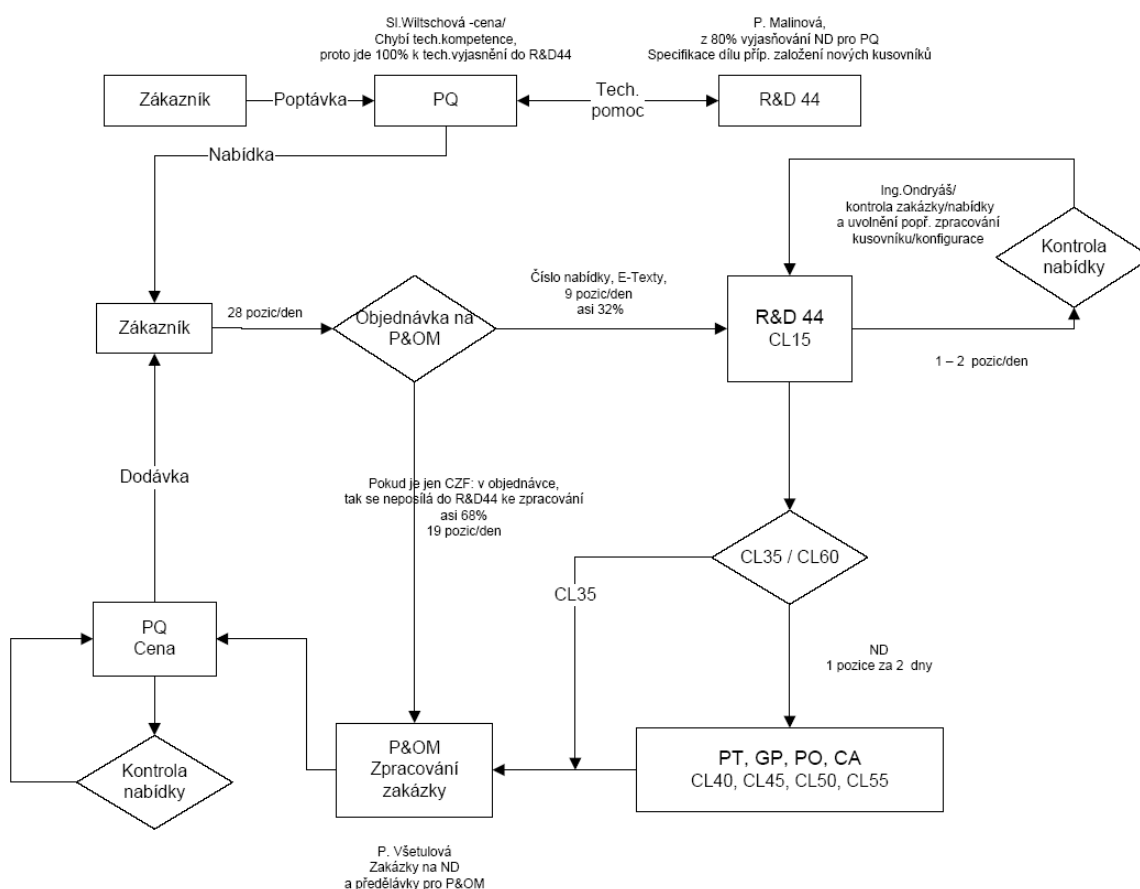 Sl.Wiltschová -cena/
Chybí tech.kompetence,
proto jde 100% k tech.vyjasnění do R&D44
P. Malinová,
z 80% vyjasňování ND pro PQ
Specifikace dílu příp. založení nových kusovníků
Zákazník
Poptávka
PQ
Tech.
pomoc
R&D 44
Nabídka
Ing.Ondryáš/
kontrola zakázky/nabídky
a uvolnění popř. zpracování
kusovníku/konfigurace
Kontrola
nabídky
Zákazník
28 pozic/den
Objednávka na
P&OM
Číslo nabídky, E-Texty,
9 pozic/den
asi 32%
R&D 44
CL15
1 – 2 pozic/den
Dodávka
Pokud je jen CZF: v objednávce,
tak se neposílá do R&D44 ke zpracování
asi 68%
19 pozic/den
CL35 / CL60
CL35
PQ
Cena
ND
1 pozice za 2 dny
Kontrola
nabídky
P&OM
Zpracování
zakázky
PT, GP, PO, CA
CL40, CL45, CL50, CL55
P. Všetulová
Zakázky na ND
a předělávky pro P&OM